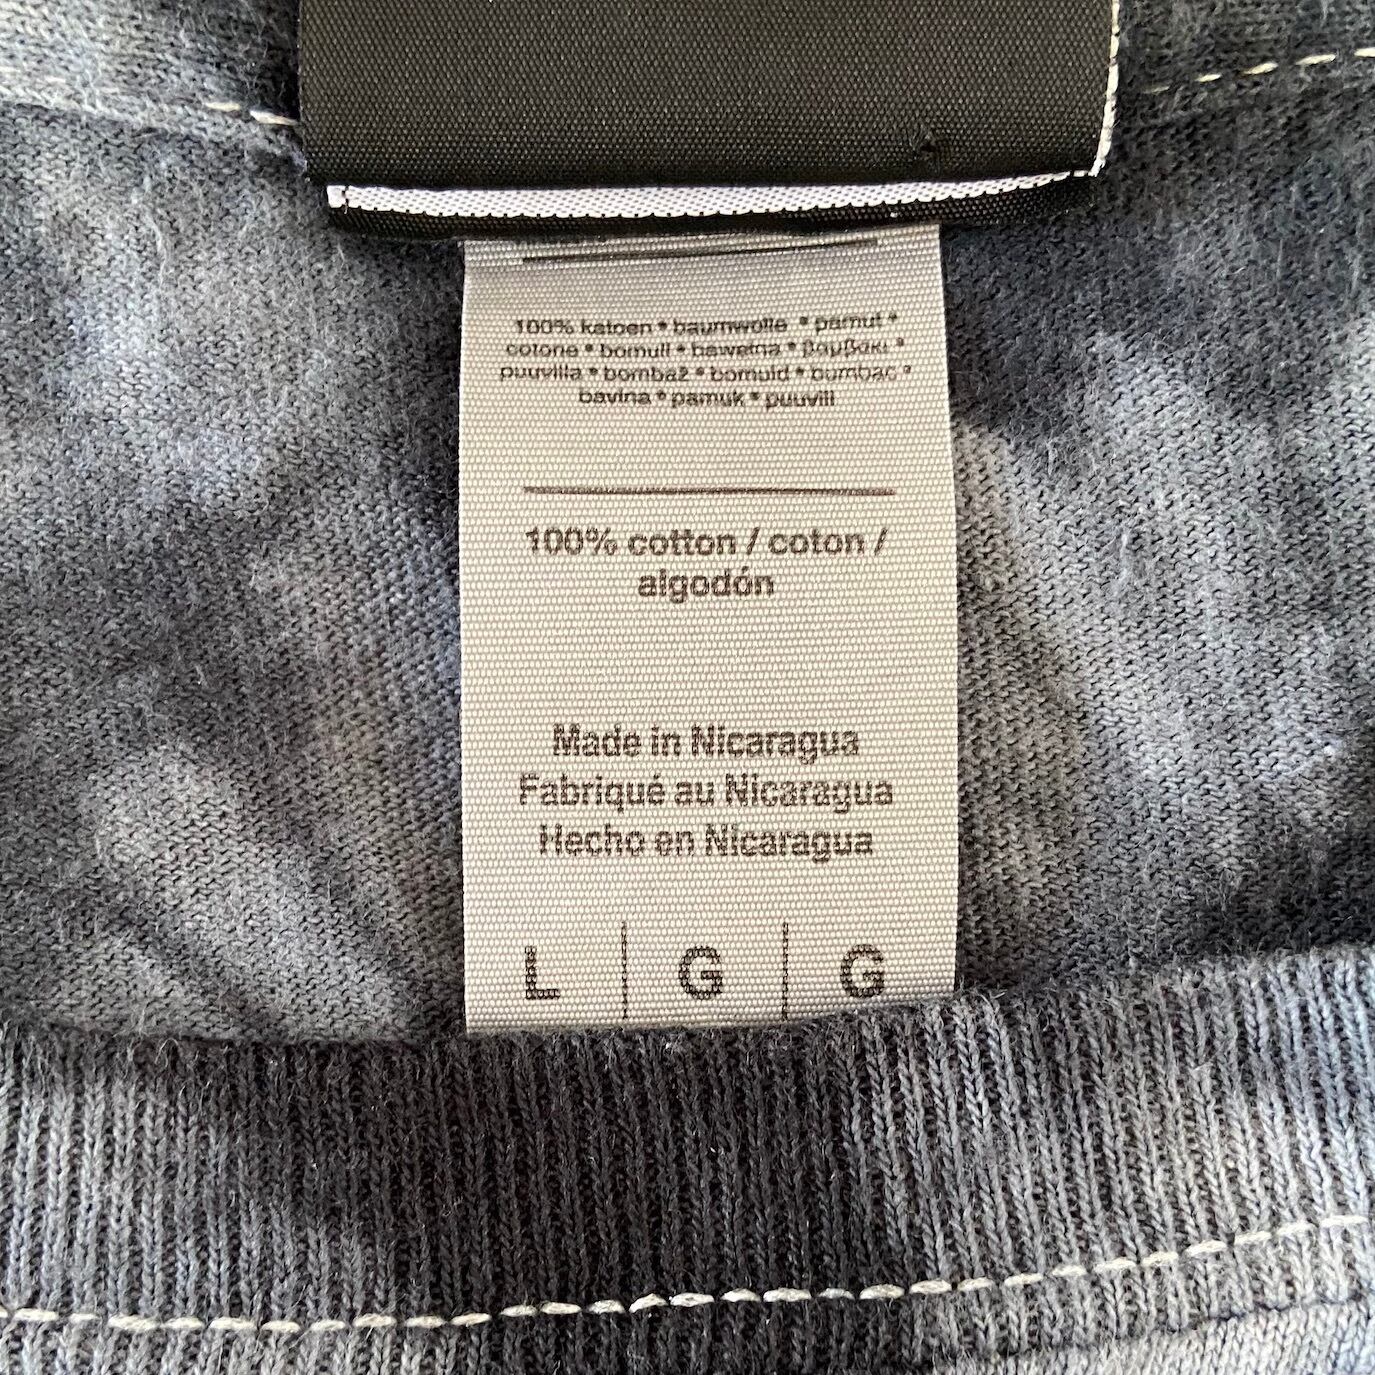 100% katoen * baumwolle * pamut *
cotone * bomull * bawełna * βαμβακι *
puuvilla * bombaž * bomuld * bumbac *
bavlna * pamuk * puuvill
100% cotton / coton /
algodón
Made in Nicaragua
Fabriqué au Nicaragua
Hecho en Nicaragua
L | G | G